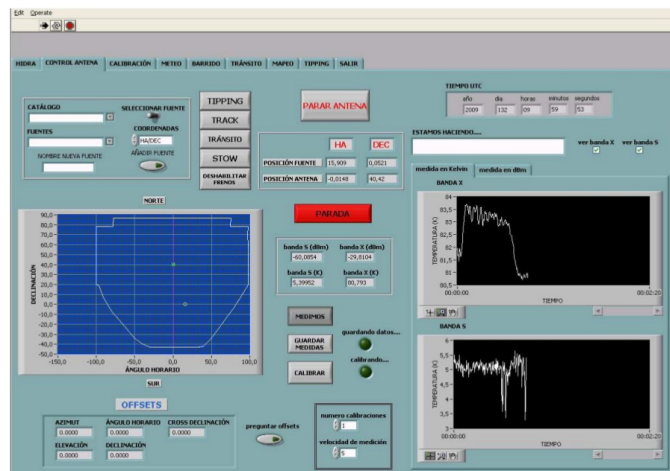 Edit Operate
HIDRA CONTROL ANTENA CALIBRACIÓN METEO BARRIDO TRÁNSITO MAPEO TIPPING SALIR
CATÁLOGO
SELECCIONAR FUENTE
FUENTES
COORDENADAS
HA/DEC
NOMBRE NUEVA FUENTE
AÑADIR FUENTE
TIPPING
TRACK
TRÁNSITO
STOW
DESHABILITAR
FRENOS
PARAR ANTENA
HA DEC
POSICIÓN FUENTE 15,909 0,0521
POSICIÓN ANTENA -0,0148 40,42
TIEMPO UTC
año dia horas minutos segundos
2009 132 09 59 53
ESTAMOS HACIENDO....
ver banda X ver banda S
medida en Kelvin medida en dBm
BANDA X
TEMPERATURA (K)
84
83,5
83
82,5
82
81,5
81
80,5
00:00:00 00:02:20
TIEMPO
NORTE
DECLINACIÓN
90,0
80,0
70,0
60,0
50,0
40,0
30,0
20,0
10,0
0,0
-10,0
-20,0
-30,0
-40,0
-50,0
-150,0 -100,0 -50,0 0,0 50,0 100,0
ÁNGULO HORARIO
SUR
PARADA
banda S (dBm) banda X (dBm)
-60,0854 -29,8104
banda S (K) banda X (K)
5,39952 80,793
MEDIMOS
GUARDAR
MEDIDAS
CALIBRAR
guardando datos...
calibrando...
BANDA S
TEMPERATURA (K)
6
5,5
5
4,5
4
3,5
3
00:00:00 00:02:20
TIEMPO
OFFSETS
AZIMUT ÁNGULO HORARIO CROSS DECLINACIÓN
0.0000 0.0000 0.0000
ELEVACIÓN DECLINACIÓN
0.0000 0.0000
preguntar offsets
numero calibraciones
1
velocidad de medición
5